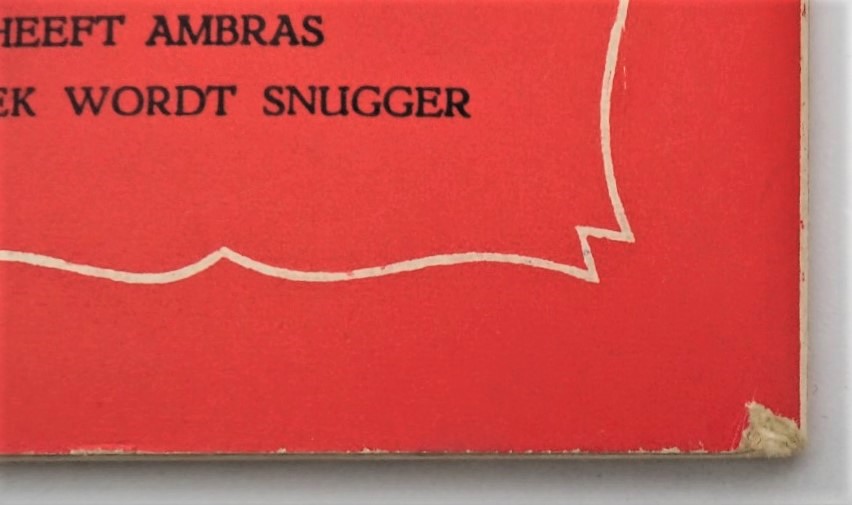 HEEFT AMBRAS
EK WORDT SNUGGER